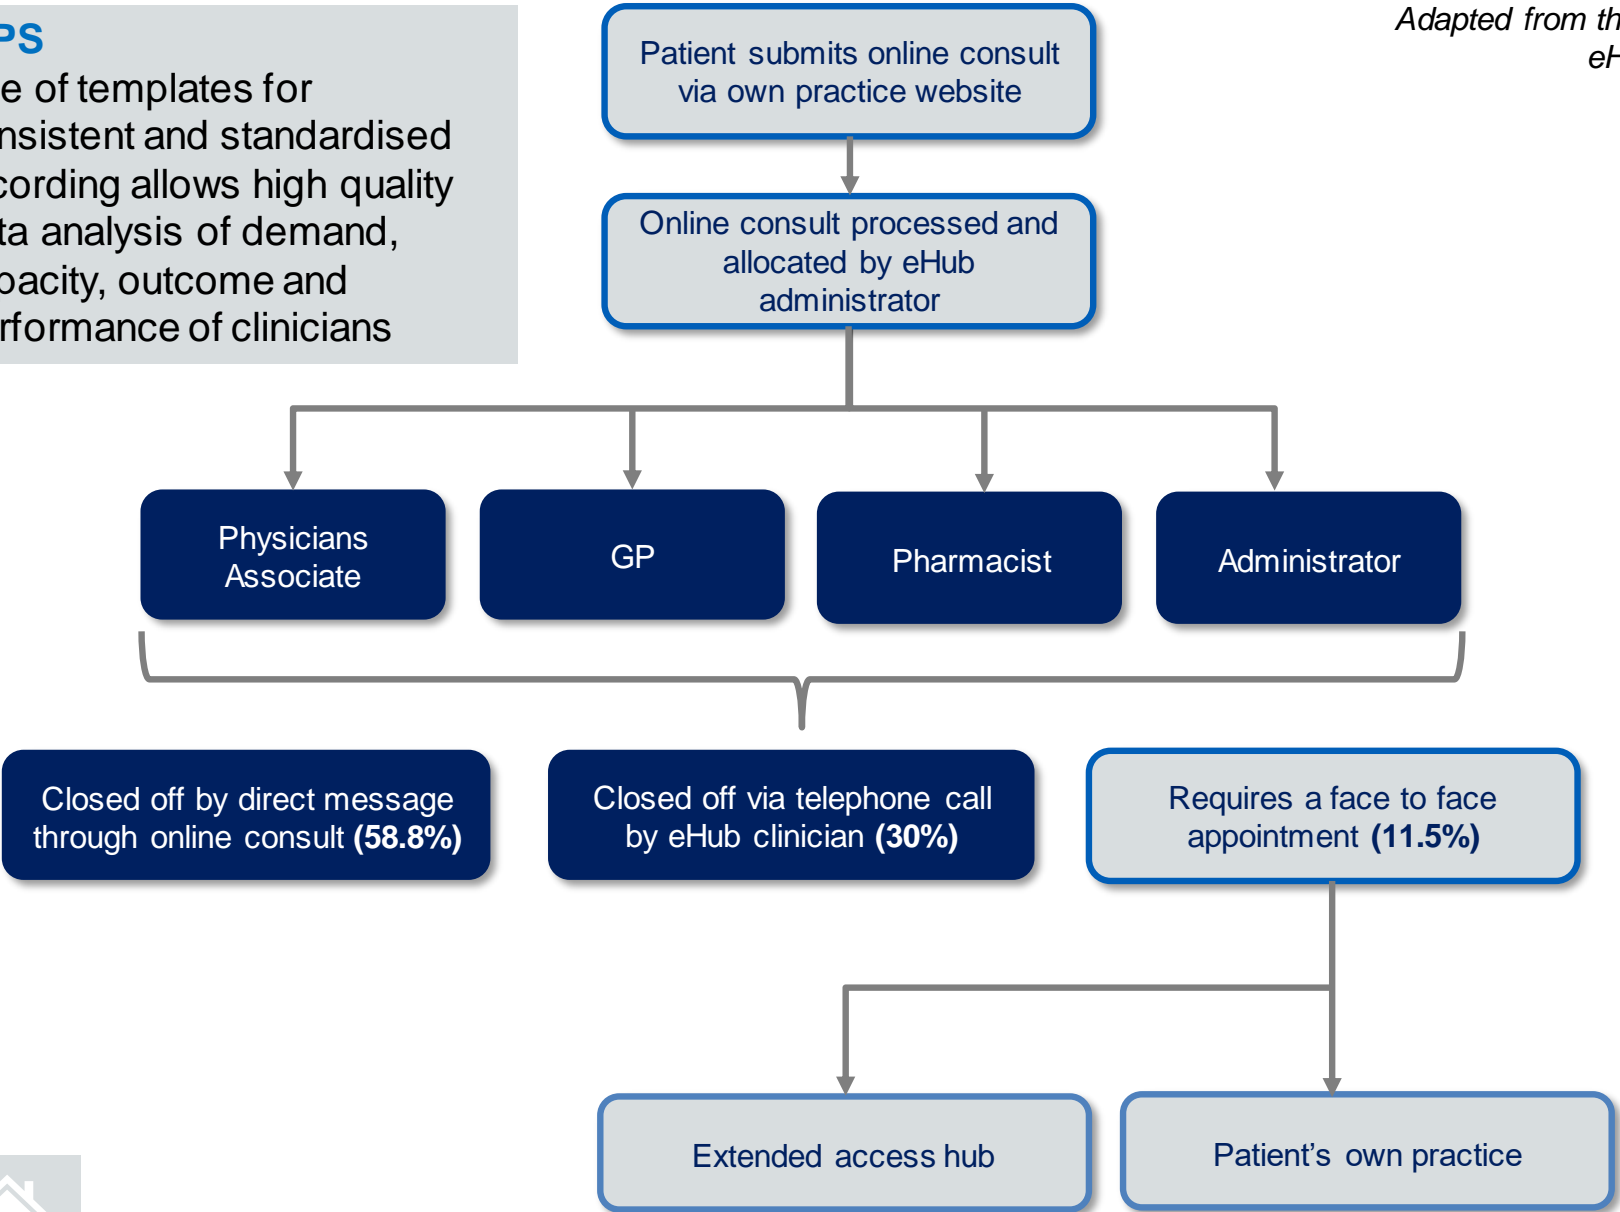 PS
e of templates for
nsistent and standardised
cording allows high quality
ta analysis of demand,
pacity, outcome and
rformance of clinicians
Adapted from th
eH
Patient submits online consult
via own practice website
Online consult processed and
allocated by eHub
administrator
Physicians
Associate
GP
Pharmacist
Administrator
Closed off by direct message
through online consult (58.8%)
Closed off via telephone call
by eHub clinician (30%)
Requires a face to face
appointment (11.5%)
Extended access hub
Patient's own practice